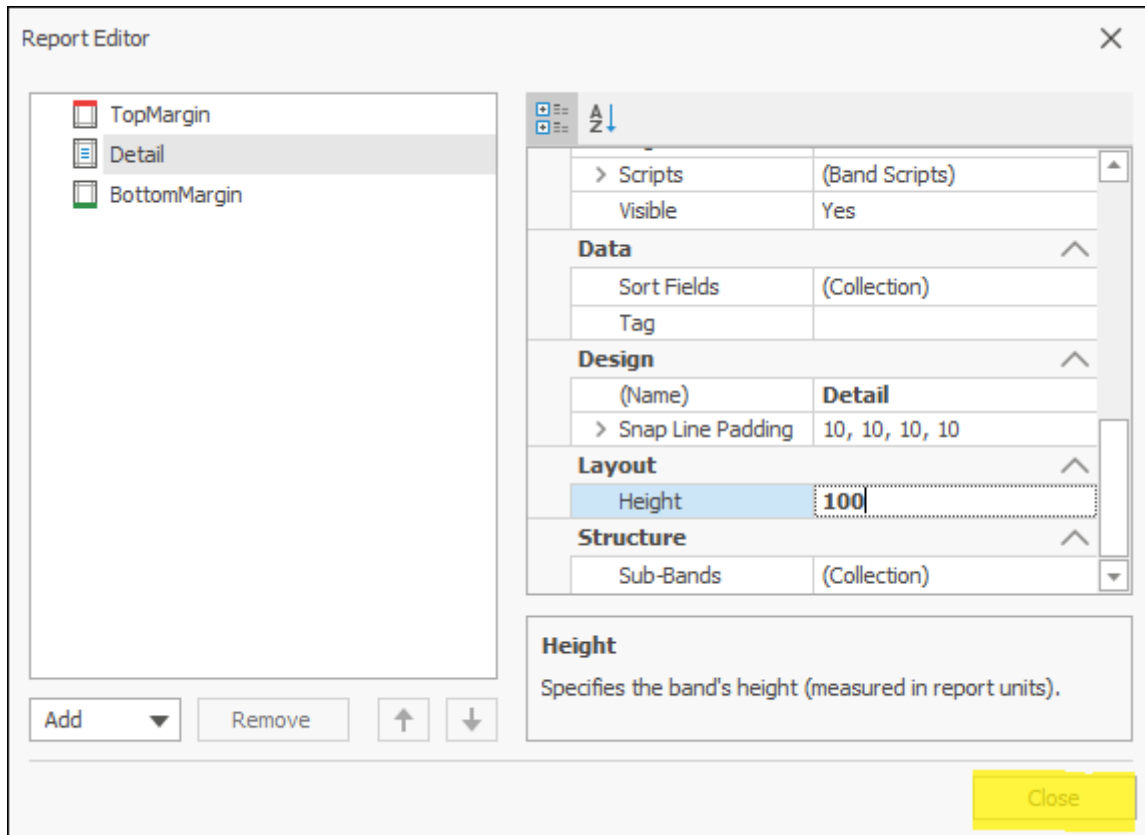 Report Editor
TopMargin
Detail
BottomMargin
Scripts (Band Scripts)
Visible Yes
Data
Sort Fields (Collection)
Tag
Design
(Name) Detail
Snap Line Padding 10, 10, 10, 10
Layout
Height 100
Structure
Sub-Bands (Collection)
Height
Specifies the band's height (measured in report units).
Add Remove
Close